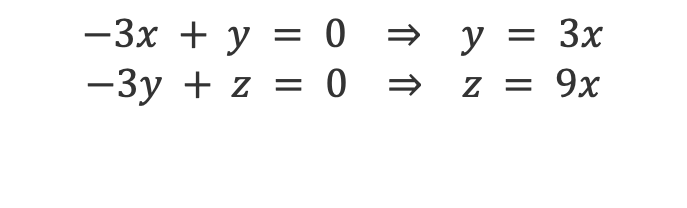 −3x + y = 0 ⇒ y = 3x
−3y + z = 0 ⇒ z = 9x